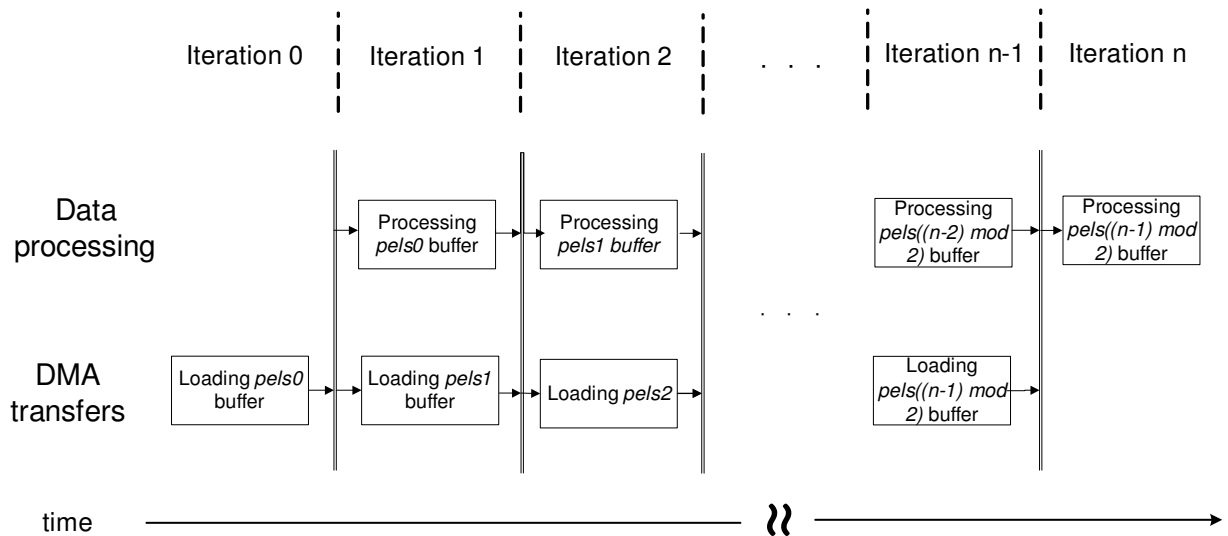 Iteration 0
Iteration 1
Iteration 2
. . .
Iteration n-1
Iteration n
Data
processing
Processing
pels0 buffer
Processing
pels1 buffer
Processing
pels((n-2) mod
2) buffer
Processing
pels((n-1) mod
2) buffer
. . .
DMA
transfers
Loading pels0
buffer
Loading pels1
buffer
Loading pels2
Loading
pels((n-1) mod
2) buffer
time